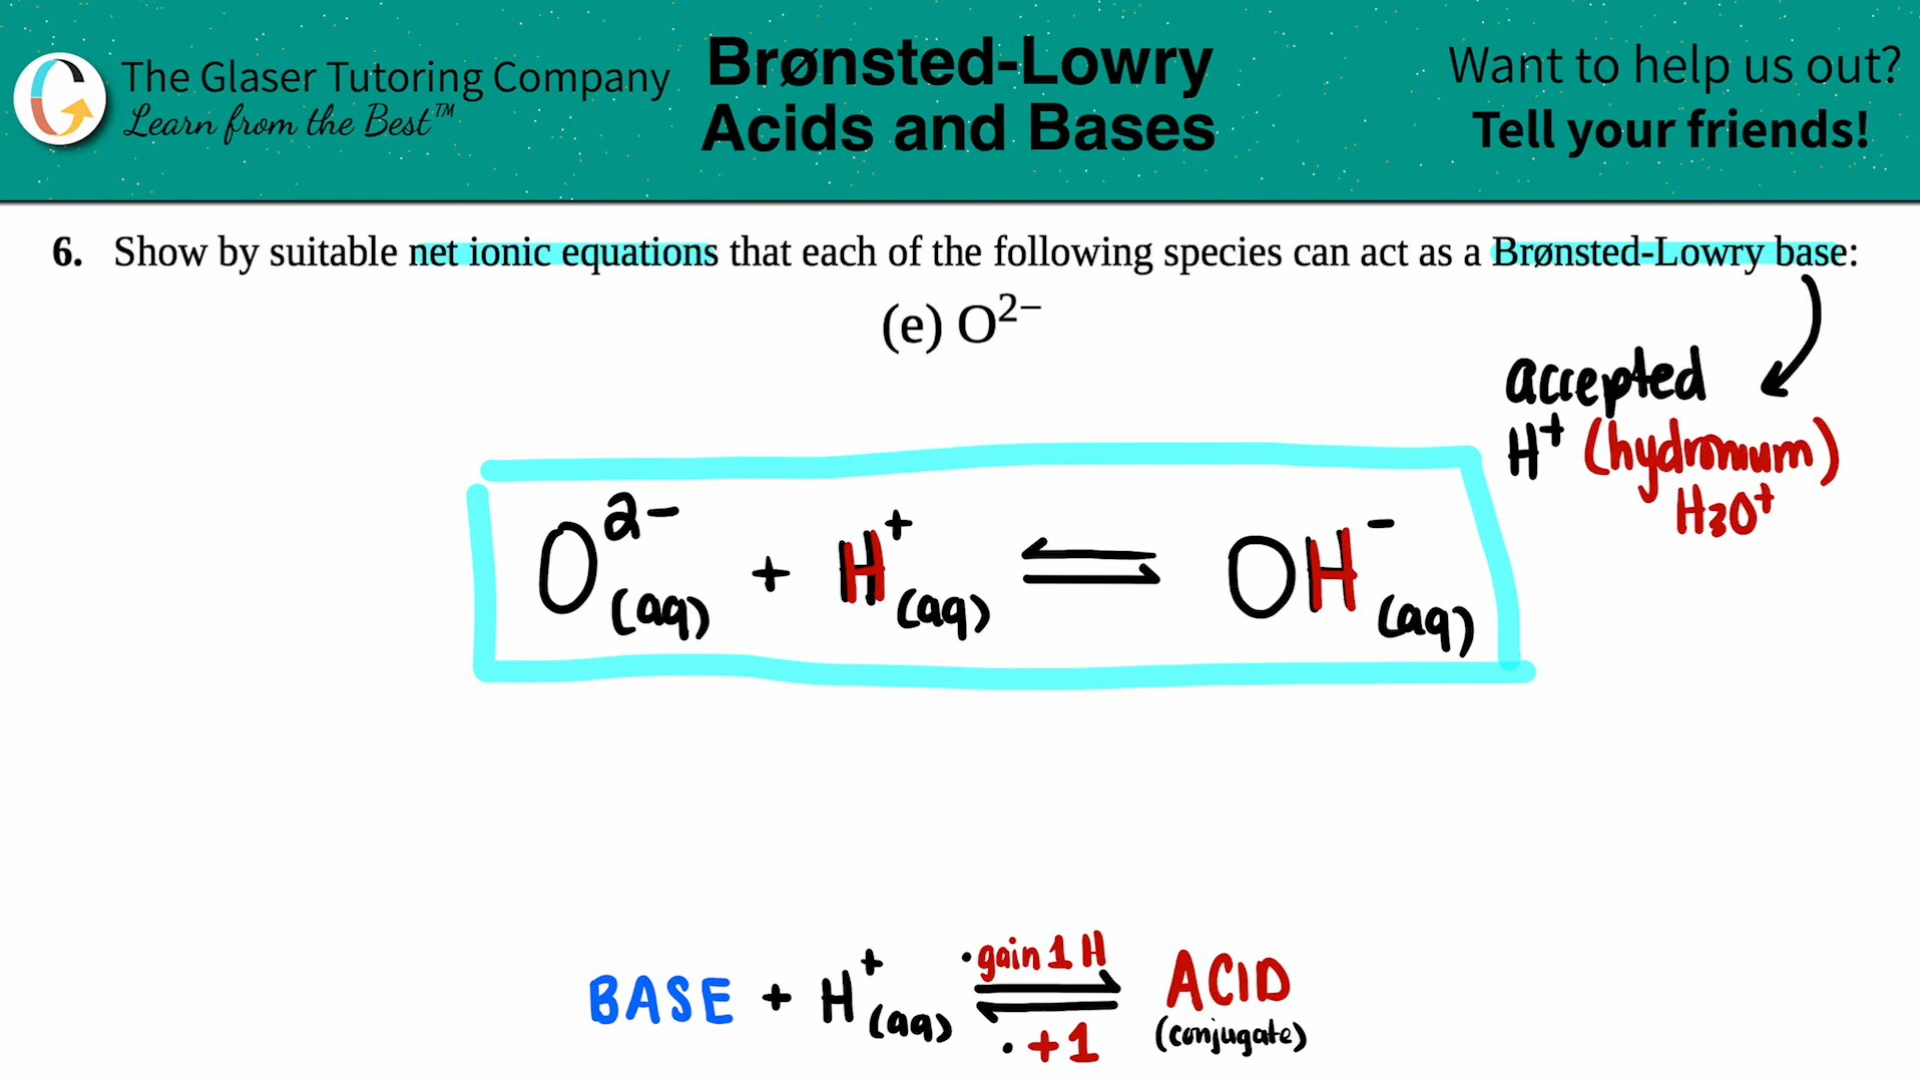 The Glaser Tutoring Company
Learn from the Best™
Brønsted-Lowry
Acids and Bases
Want to help us out?
Tell your friends!
6. Show by suitable net ionic equations that each of the following species can act as a Brønsted-Lowry base:
(e) O²⁻
accepted
H⁺ (hydronium)
H₃O⁺
O²⁻(aq) + H⁺(aq) ⇌ OH⁻(aq)
· gain 1 H
BASE + H⁺(aq) ⇌ ACID
· +1
(conjugate)